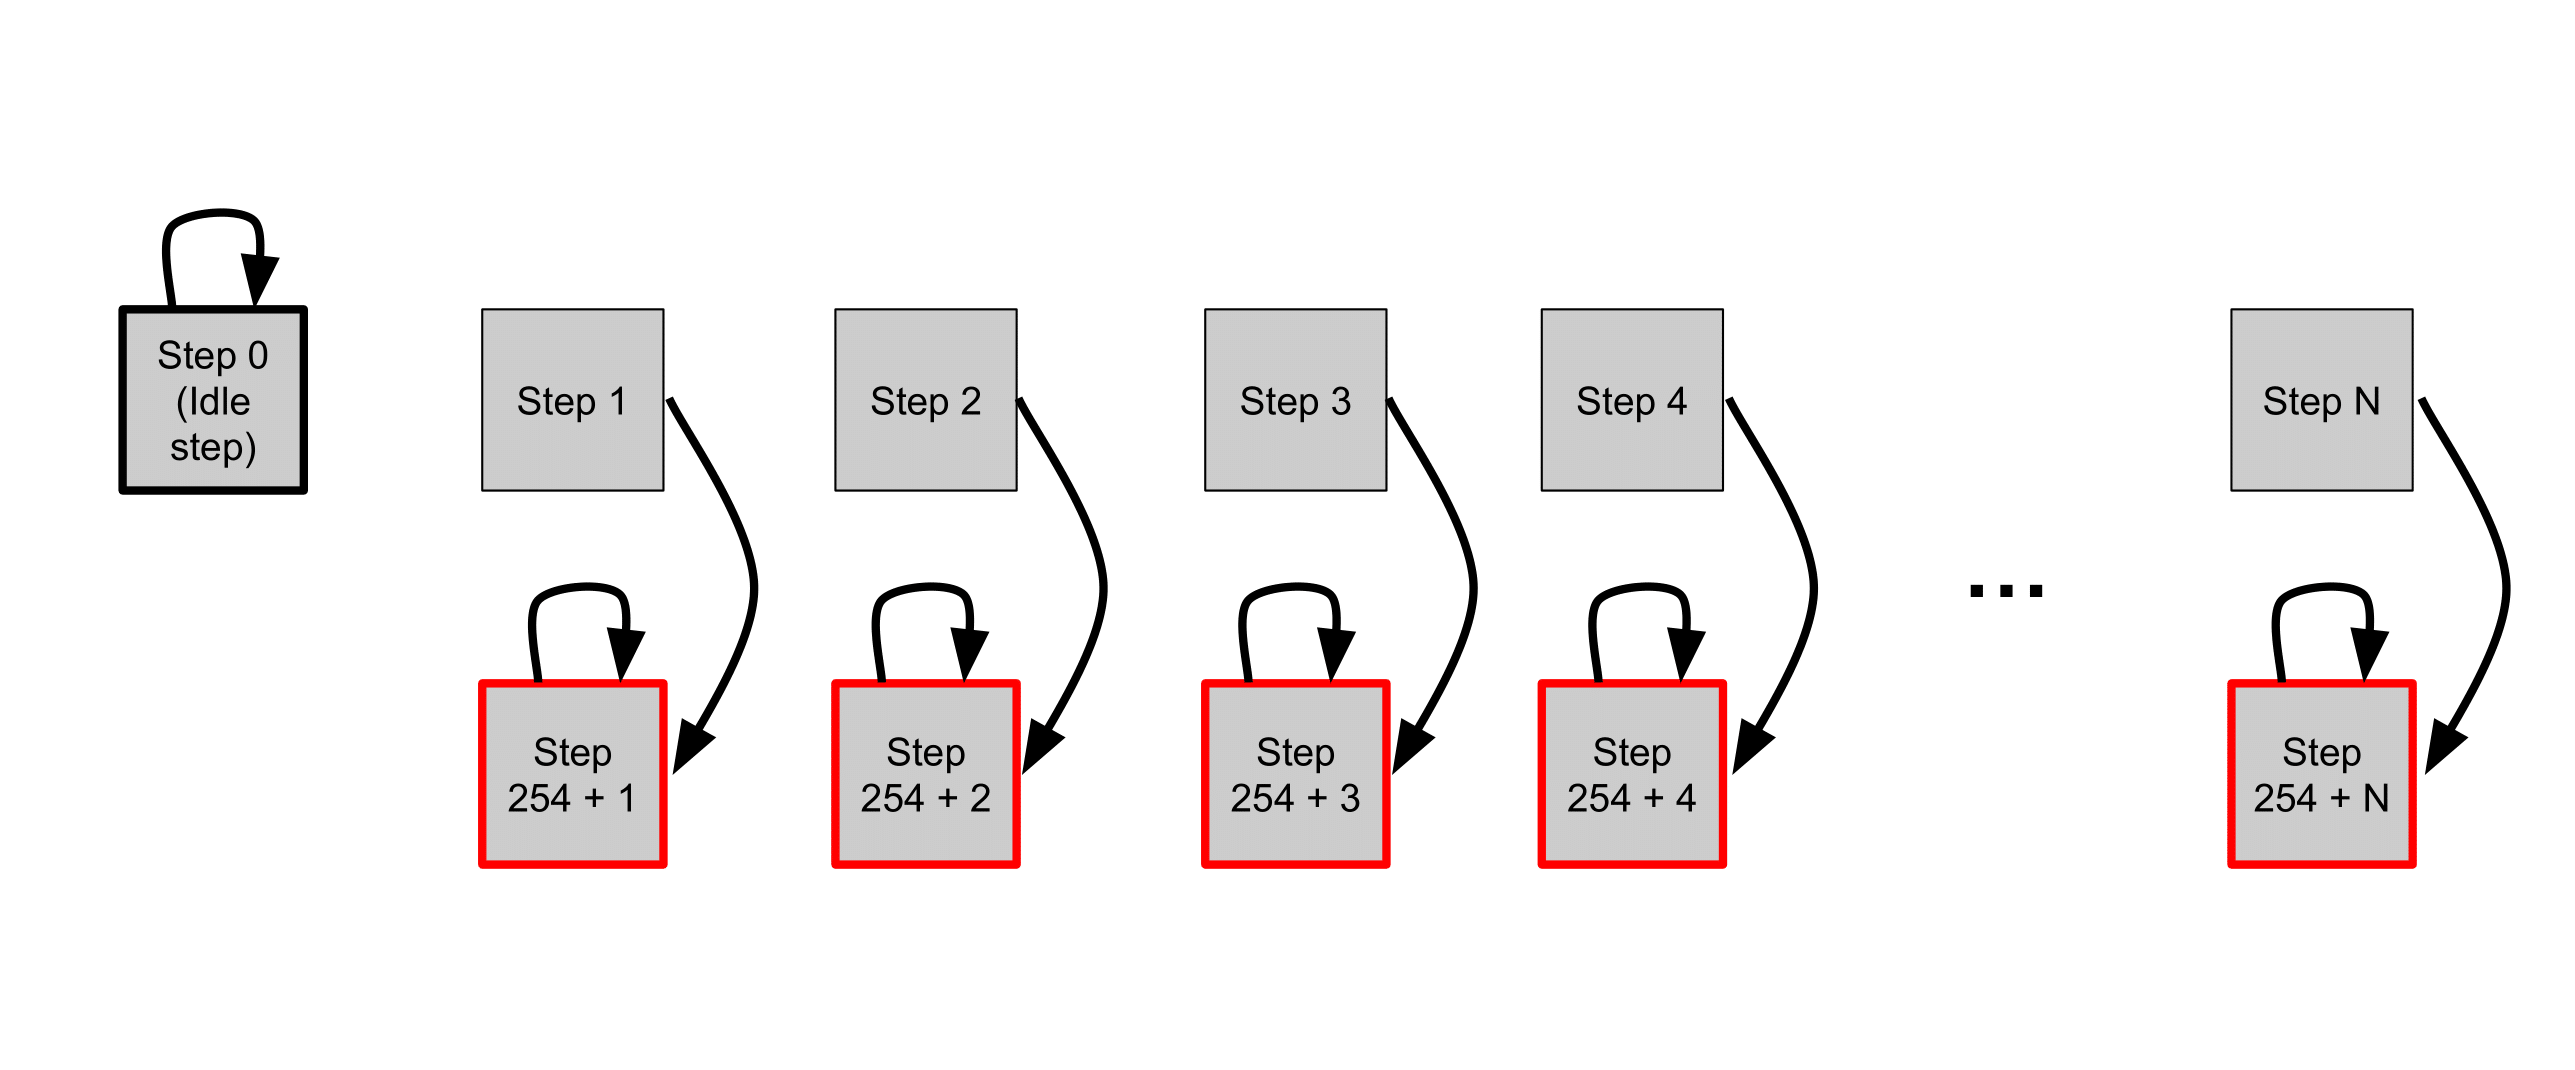 Step 0
(Idle
step)
Step 1
Step 2
Step 3
Step 4
...
Step N
Step
254 + 1
Step
254 + 2
Step
254 + 3
Step
254 + 4
Step
254 + N